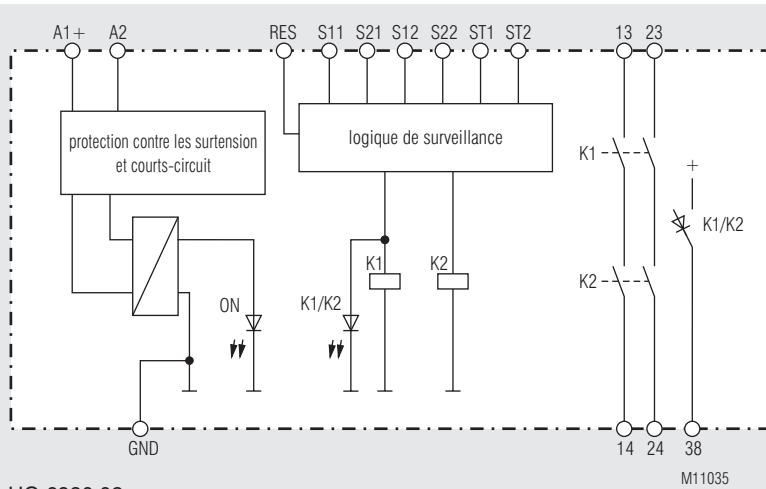 A1+ A2 RES S11 S21 S12 S22 ST1 ST2 13 23
protection contre les surtension
et courts-circuit
logique de surveillance
K1
+
K1/K2
K1 K2
K2
ON K1/K2
GND 14 24 38
M11035